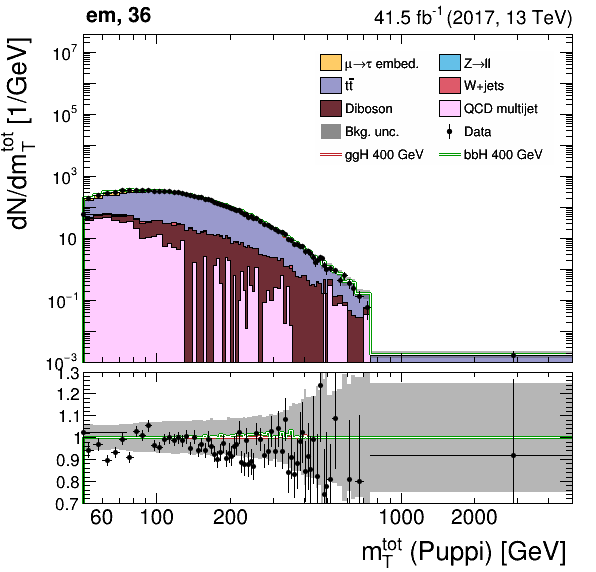 em, 36 41.5 fb⁻¹ (2017, 13 TeV)
dN/dm_T^tot [1/GeV]
μ→τ embed. Z→ll
tt̄ W+jets
Diboson QCD multijet
Bkg. unc. Data
ggH 400 GeV bbH 400 GeV
10⁷
10⁵
10³
10
10⁻¹
10⁻³
1.3
1.2
1.1
1
0.9
0.8
0.7
60 100 200 1000 2000
m_T^tot (Puppi) [GeV]